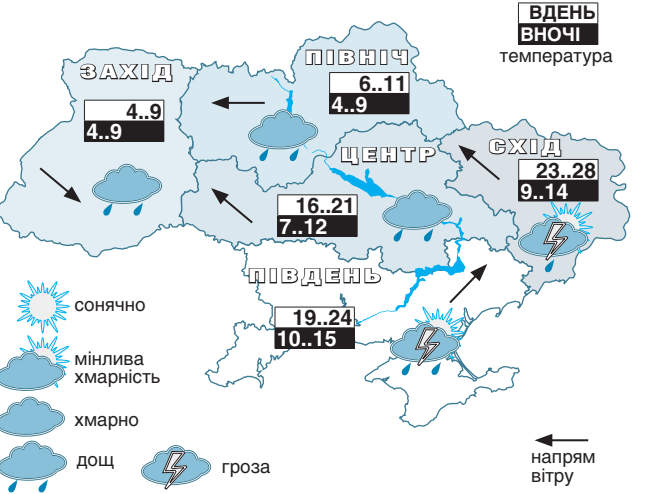 ВДЕНЬ
ВНОЧІ
температура
ПІВНІЧ
6..11
4..9
ЗАХІД
4..9
4..9
ЦЕНТР
16..21
7..12
СХІД
23..28
9..14
ПІВДЕНЬ
19..24
10..15
сонячно
мінлива
хмарність
хмарно
дощ
гроза
напрям
вітру